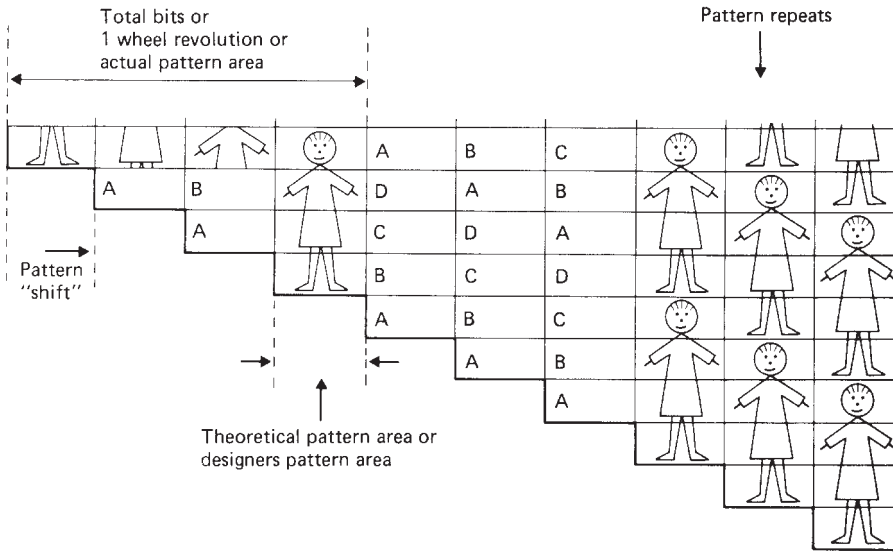 Total bits or
1 wheel revolution or
actual pattern area
Pattern repeats
A B C
A B D A B
A C D A
B C D
A B C
A B
A
Pattern
"shift"
Theoretical pattern area or
designers pattern area